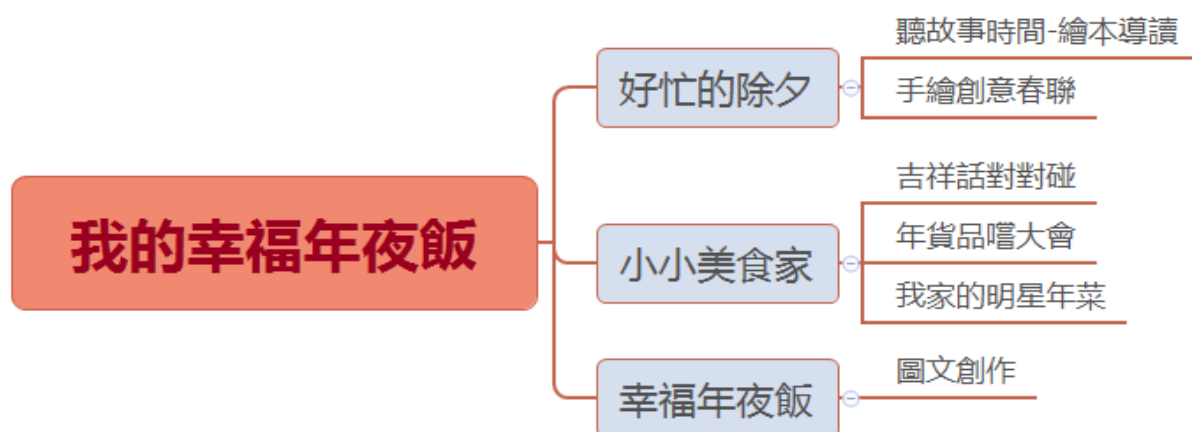 我的幸福年夜飯
好忙的除夕
聽故事時間-繪本導讀
手繪創意春聯
小小美食家
吉祥話對對碰
年貨品嚐大會
我家的明星年菜
幸福年夜飯
圖文創作